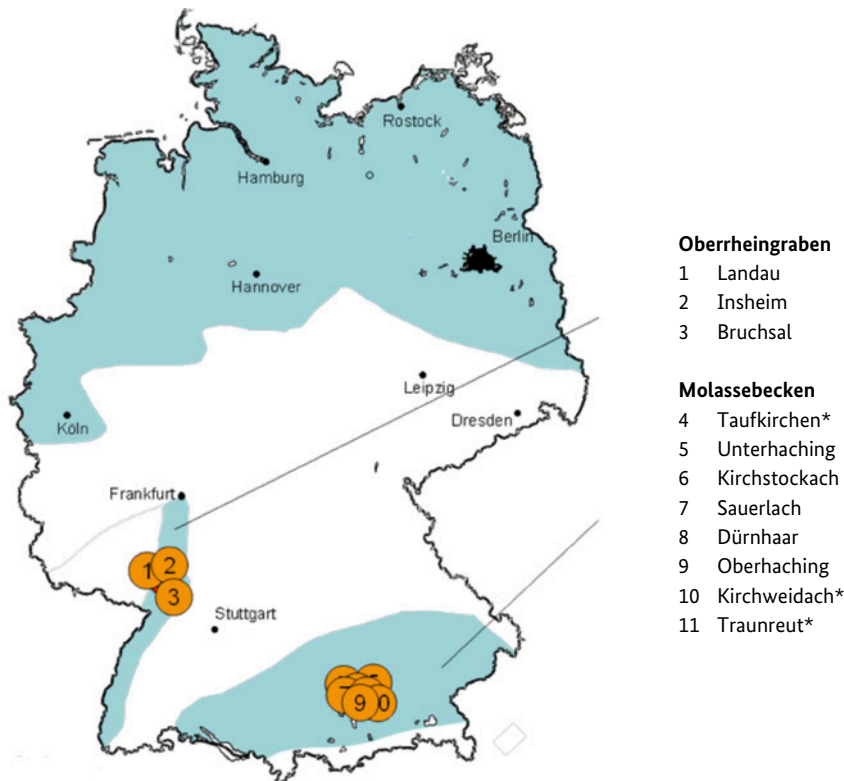 Rostock
Hamburg
Berlin
Hannover
Leipzig
Köln
Dresden
Frankfurt
1
2
3
Stuttgart
9
0
Oberrheingraben
1 Landau
2 Insheim
3 Bruchsal
Molassebecken
4 Taufkirchen*
5 Unterhaching
6 Kirchstockach
7 Sauerlach
8 Dürnhaar
9 Oberhaching
10 Kirchweidach*
11 Traunreut*